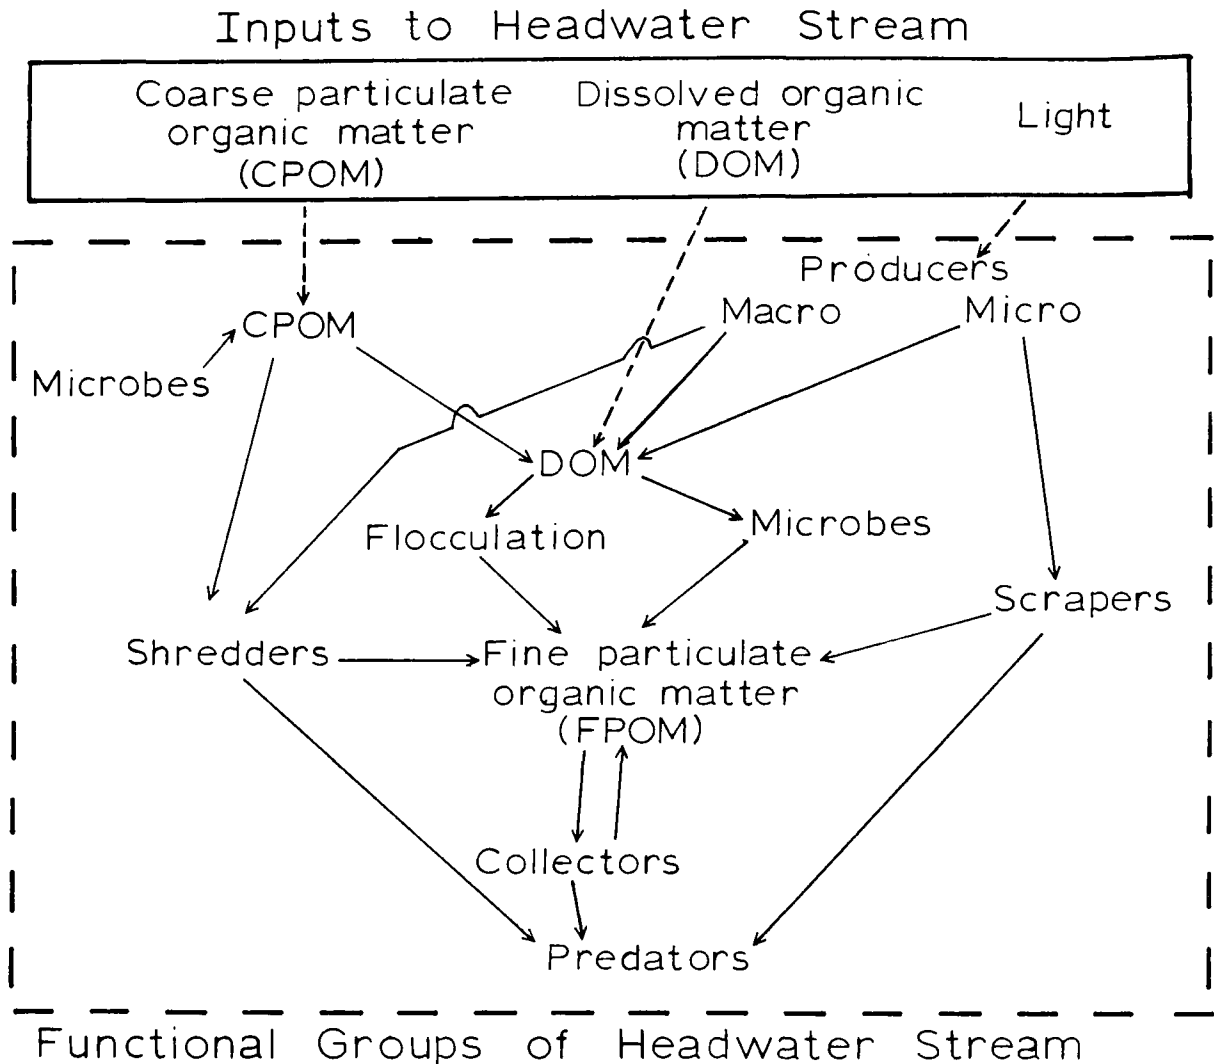 Inputs to Headwater Stream
Coarse particulate
organic matter
(CPOM)
Dissolved organic
matter
(DOM)
Light
Producers
Macro
Micro
CPOM
Microbes
DOM
Flocculation
Microbes
Scrapers
Shredders
Fine particulate
organic matter
(FPOM)
Collectors
Predators
Functional Groups of Headwater Stream